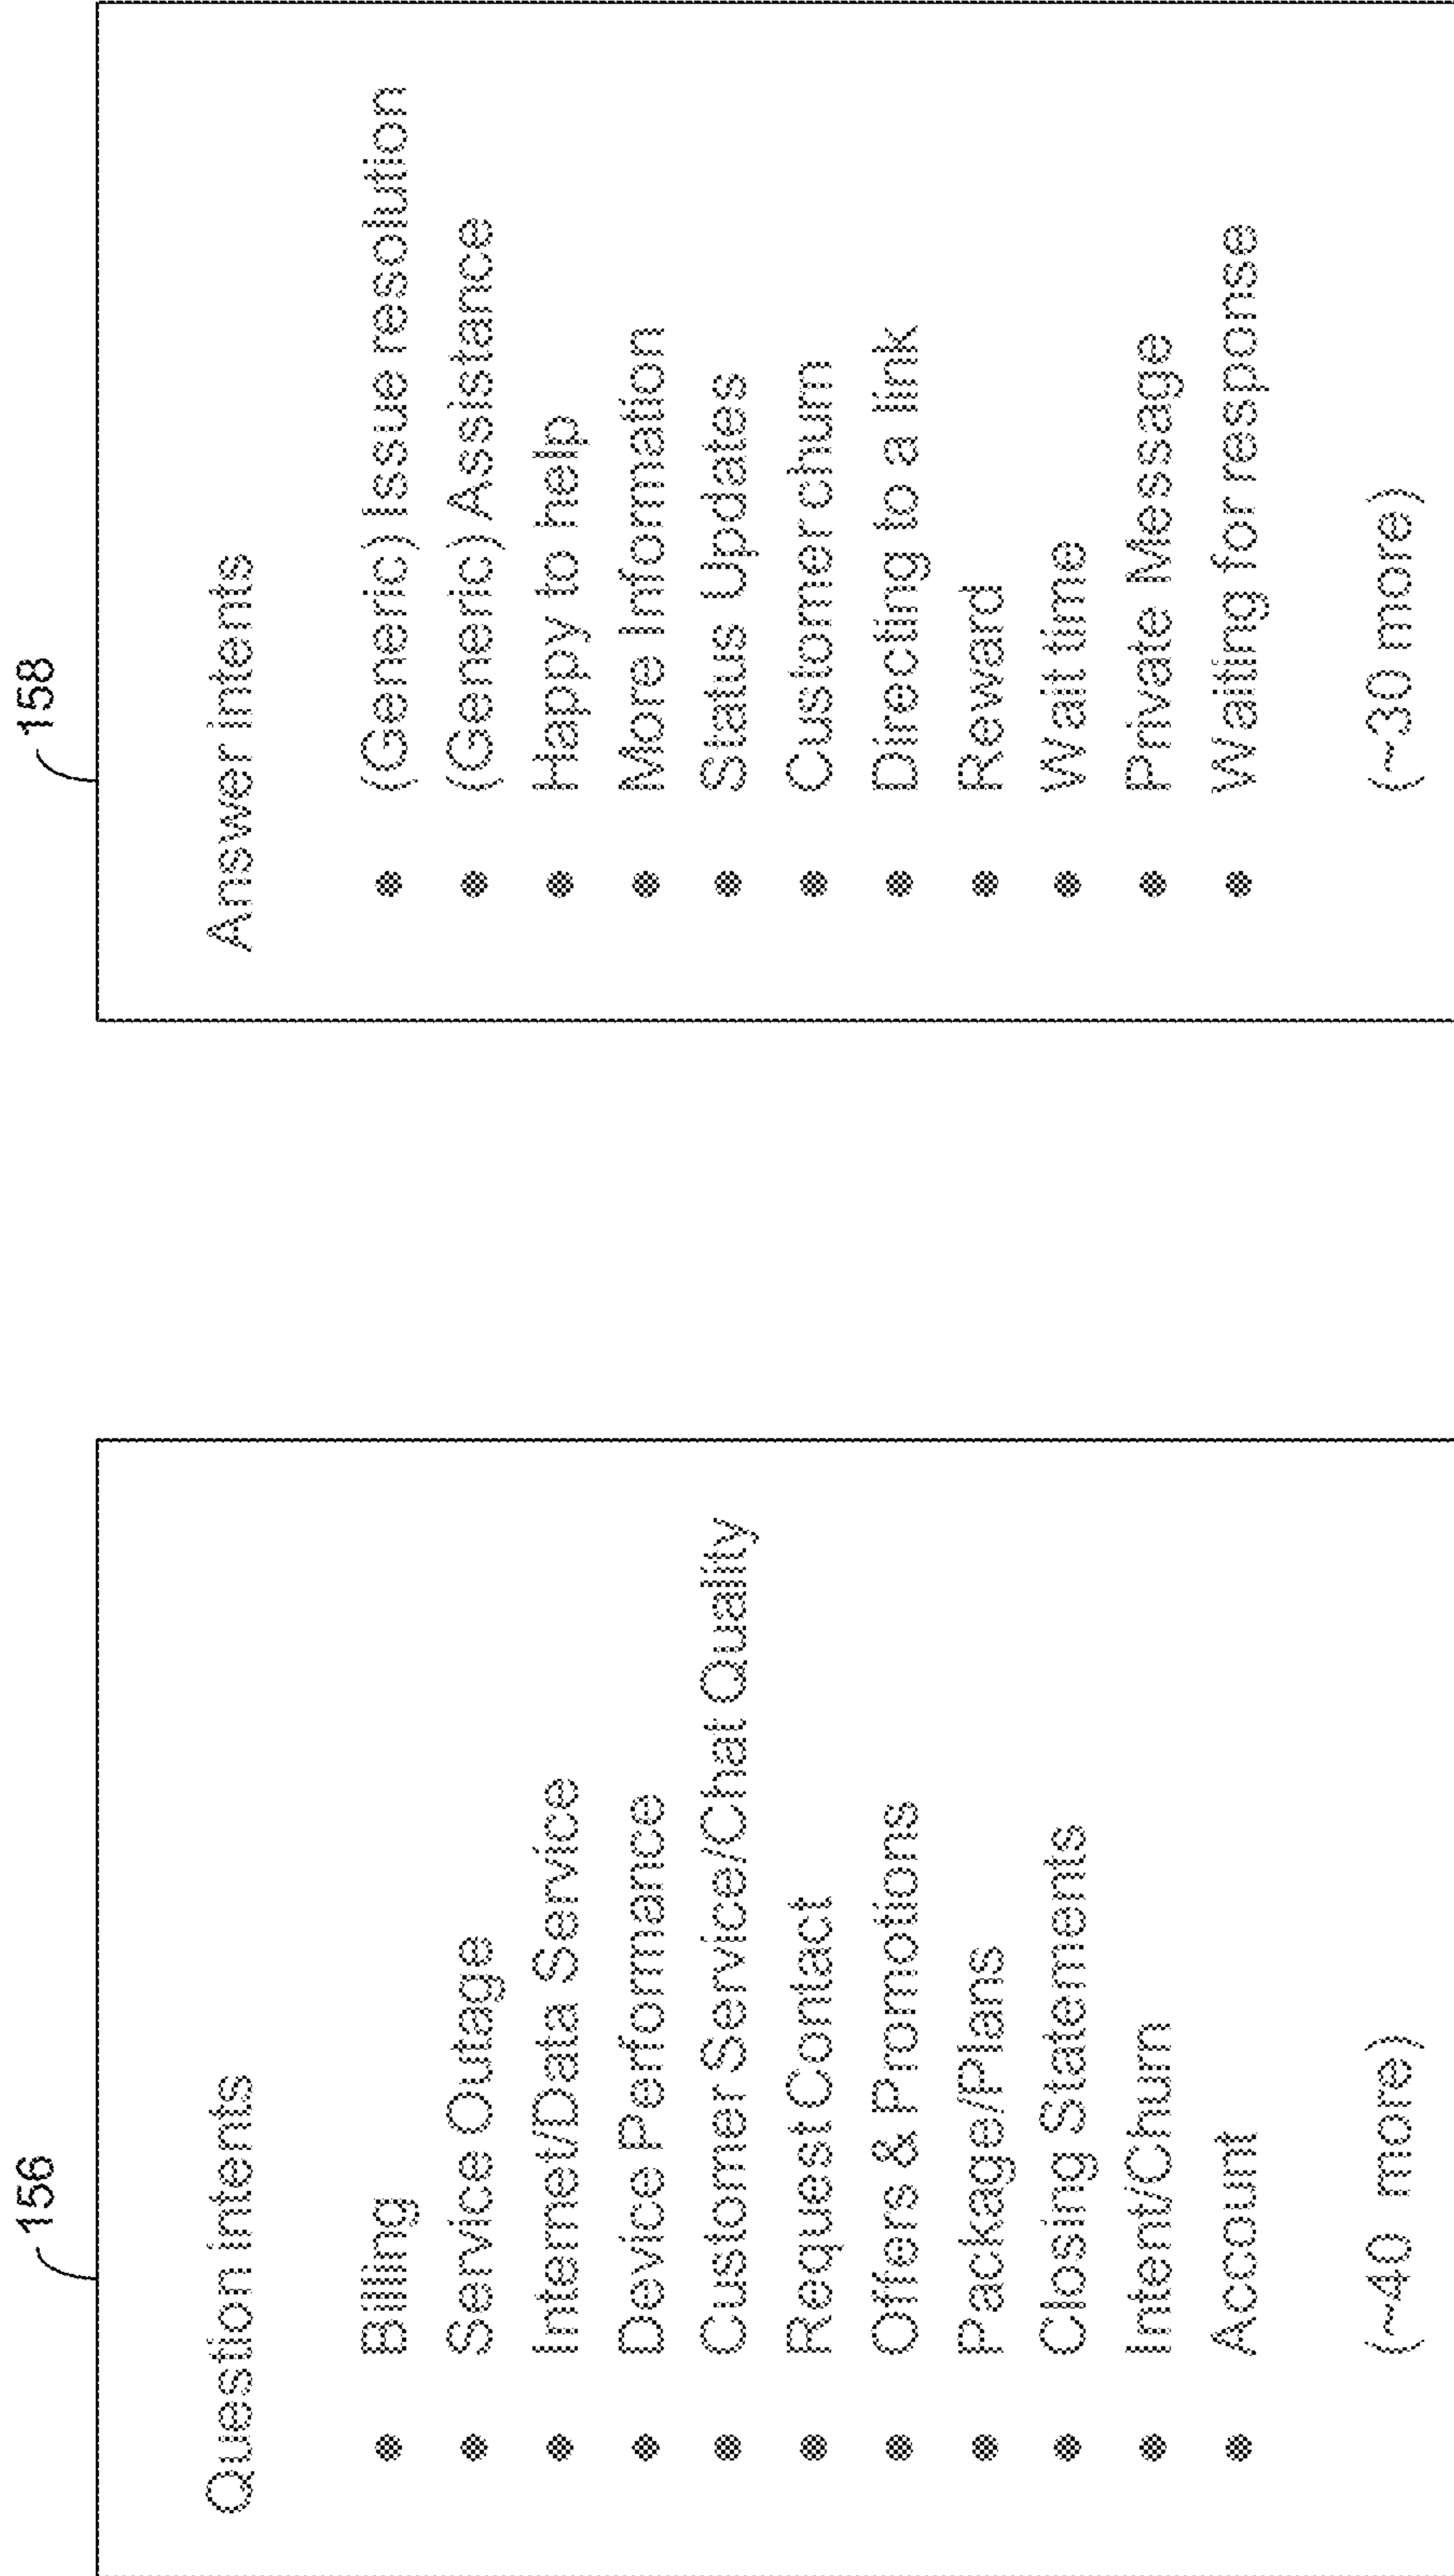 156
Question intents
• Billing
• Service Outage
• Internet/Data Service
• Device Performance
• Customer Service/Chat Quality
• Request Contact
• Offers & Promotions
• Package/Plans
• Closing Statements
• Intent/Churn
• Account
(~40 more)
158
Answer intents
• (Generic) Issue resolution
• (Generic) Assistance
• Happy to help
• More Information
• Status Updates
• Customer churn
• Directing to a link
• Reward
• Wait time
• Private Message
• Waiting for response
(~30 more)